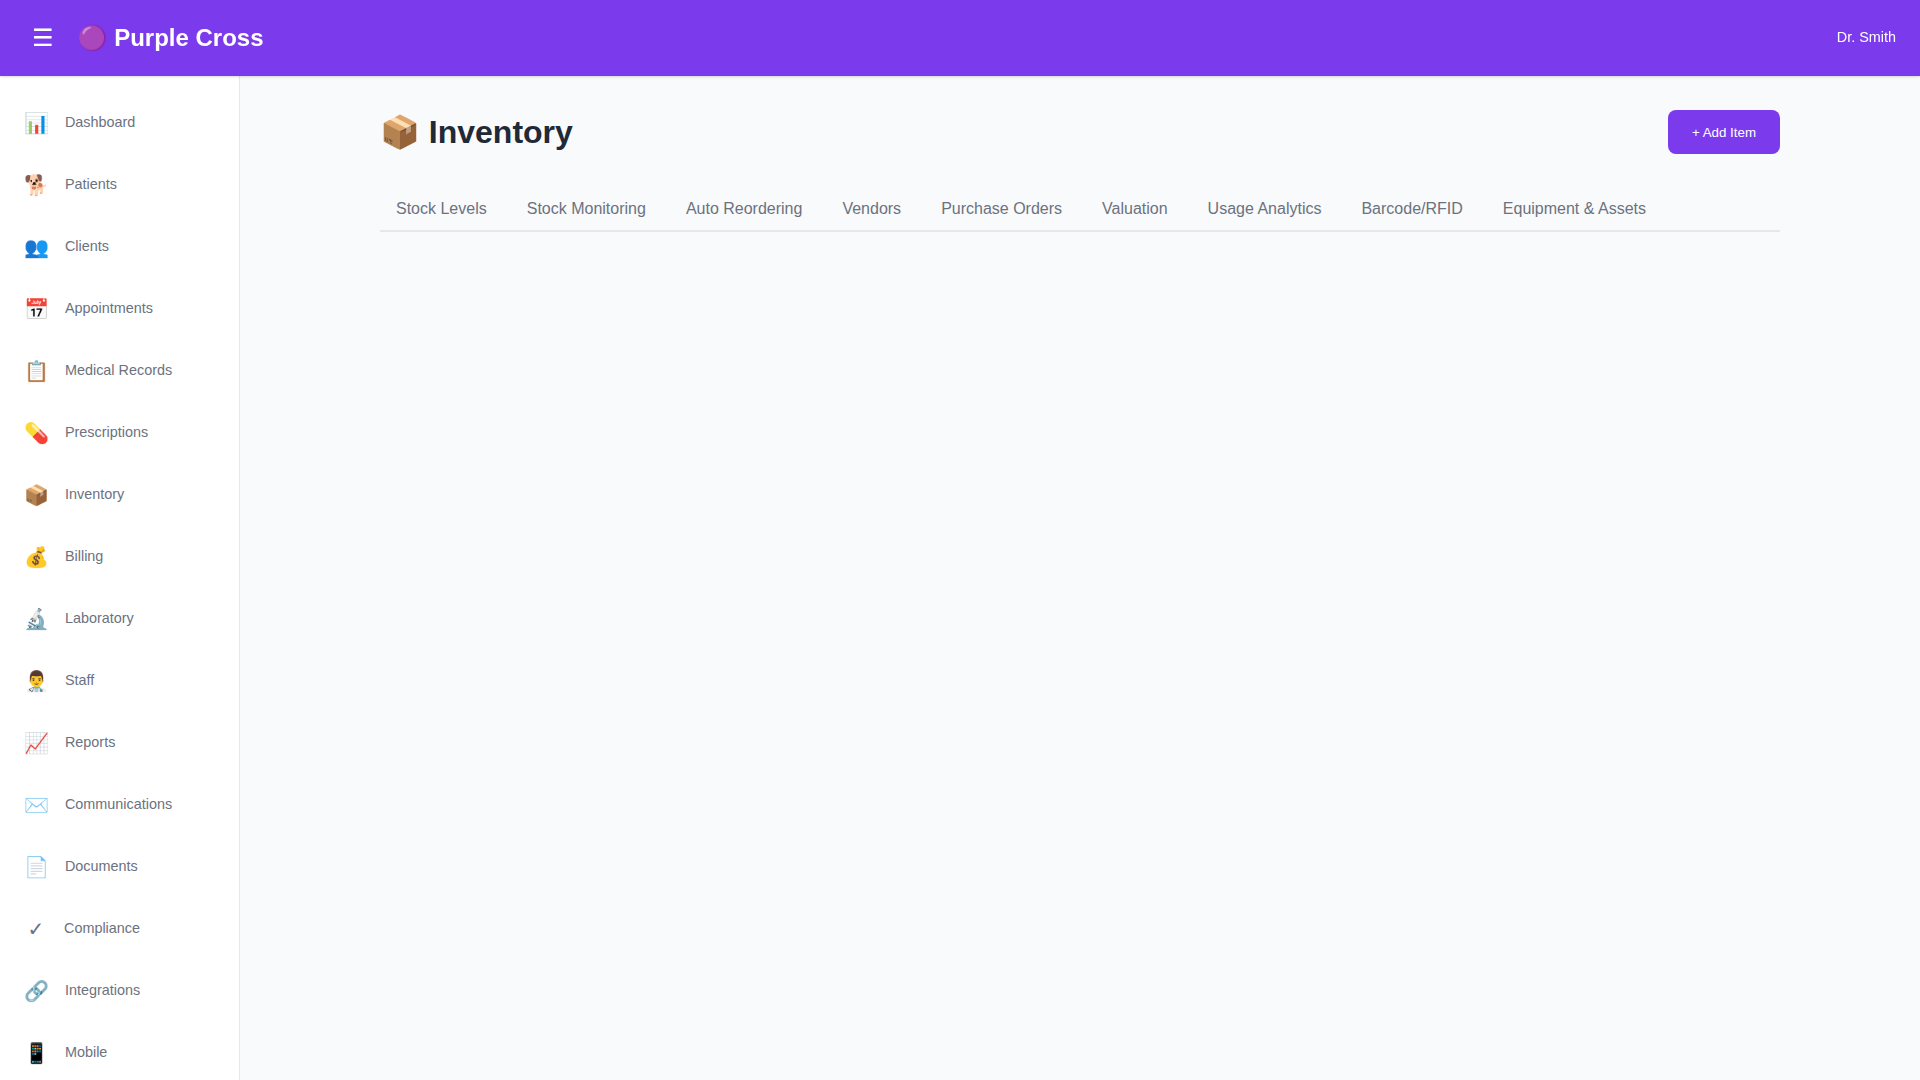 ☰ 🟣 Purple Cross
Dr. Smith
📊 Dashboard
🐕 Patients
👥 Clients
📅 Appointments
📋 Medical Records
💊 Prescriptions
📦 Inventory
💰 Billing
🔬 Laboratory
👨‍⚕️ Staff
📈 Reports
✉️ Communications
📄 Documents
✓ Compliance
🔗 Integrations
📱 Mobile
📦 Inventory
+ Add Item
Stock Levels Stock Monitoring Auto Reordering Vendors Purchase Orders Valuation Usage Analytics Barcode/RFID Equipment & Assets